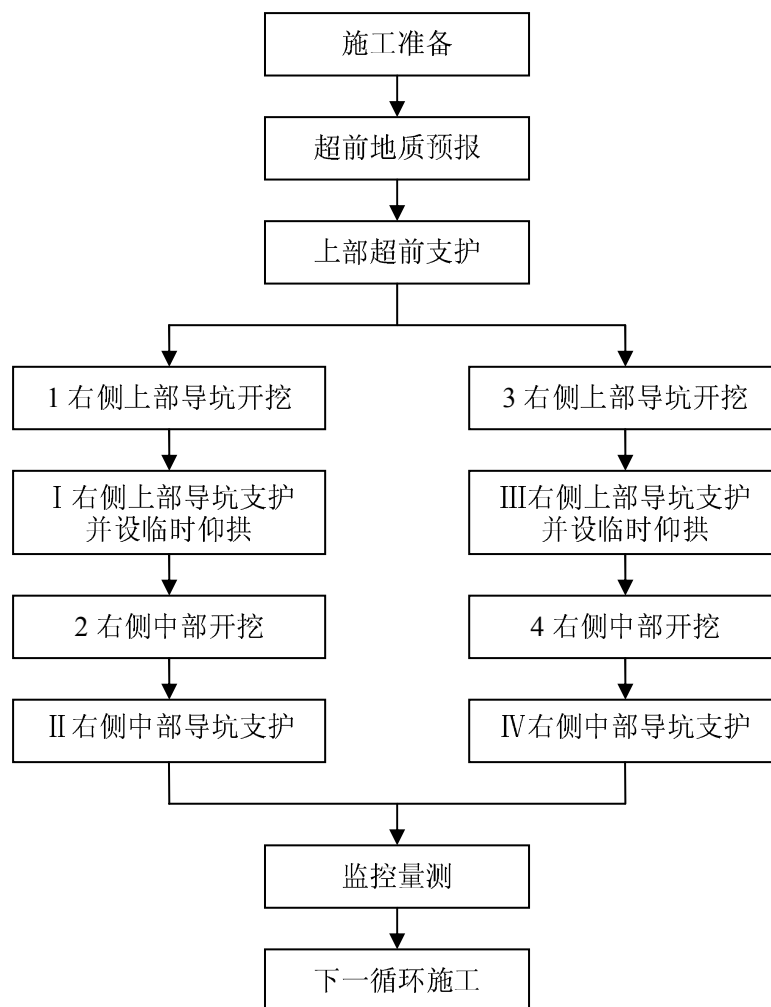 施工准备
超前地质预报
上部超前支护
1 右侧上部导坑开挖
3 右侧上部导坑开挖
Ⅰ右侧上部导坑支护
并设临时仰拱
Ⅲ右侧上部导坑支护
并设临时仰拱
2 右侧中部开挖
4 右侧中部开挖
Ⅱ右侧中部导坑支护
Ⅳ右侧中部导坑支护
监控量测
下一循环施工